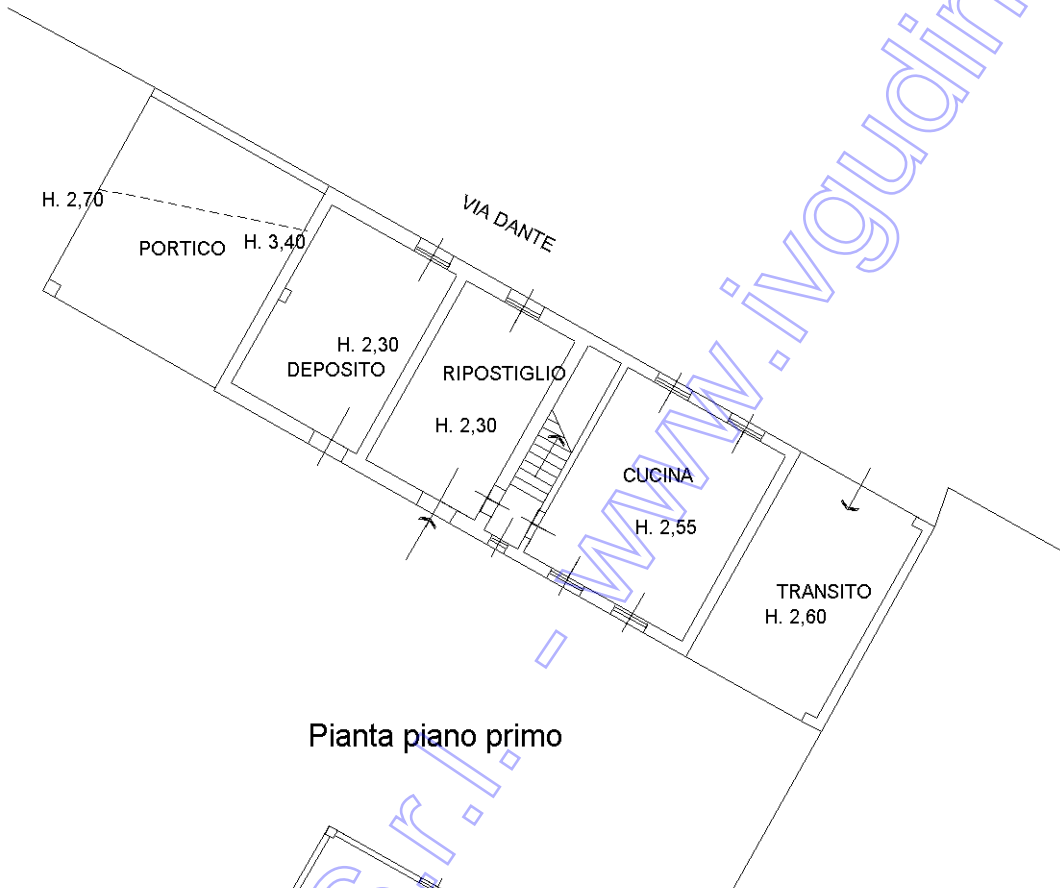 VIA DANTE
H. 2,70
PORTICO
H. 3,40
H. 2,30
DEPOSITO
RIPOSTIGLIO
H. 2,30
CUCINA
H. 2,55
TRANSITO
H. 2,60
Pianta piano primo
S.r.l. - www.ivgudin